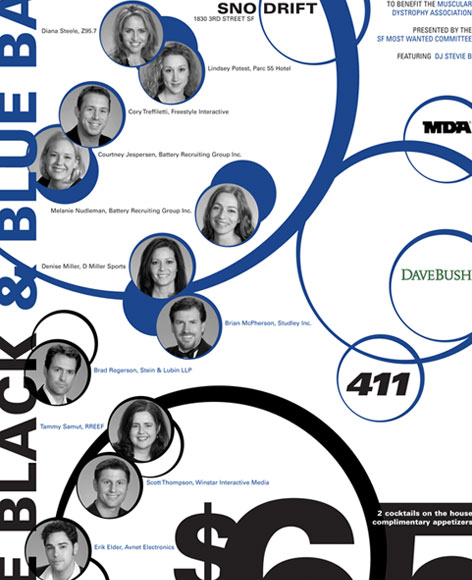 SNO DRIFT
1830 3RD STREET SF
TO BENEFIT THE MUSCULAR
DYSTROPHY ASSOCIATION
PRESENTED BY THE
SF MOST WANTED COMMITTEE
FEATURING DJ STEVIE B
Diana Steele, Z95.7
Lindsey Potest, Parc 55 Hotel
Cory Treffiletti, Freestyle Interactive
MDA
Courtney Jespersen, Battery Recruiting Group Inc.
Melanie Nudleman, Battery Recruiting Group Inc.
Denise Miller, D Miller Sports
DAVEBUSH
Brian McPherson, Studley Inc.
Brad Rogerson, Stein & Lubin LLP
411
Tammy Samut, RREEF
Scott Thompson, Winstar Interactive Media
2 cocktails on the house
complimentary appetizers
Erik Elder, Avnet Electronics
$65
E BLACK & BLUE BA